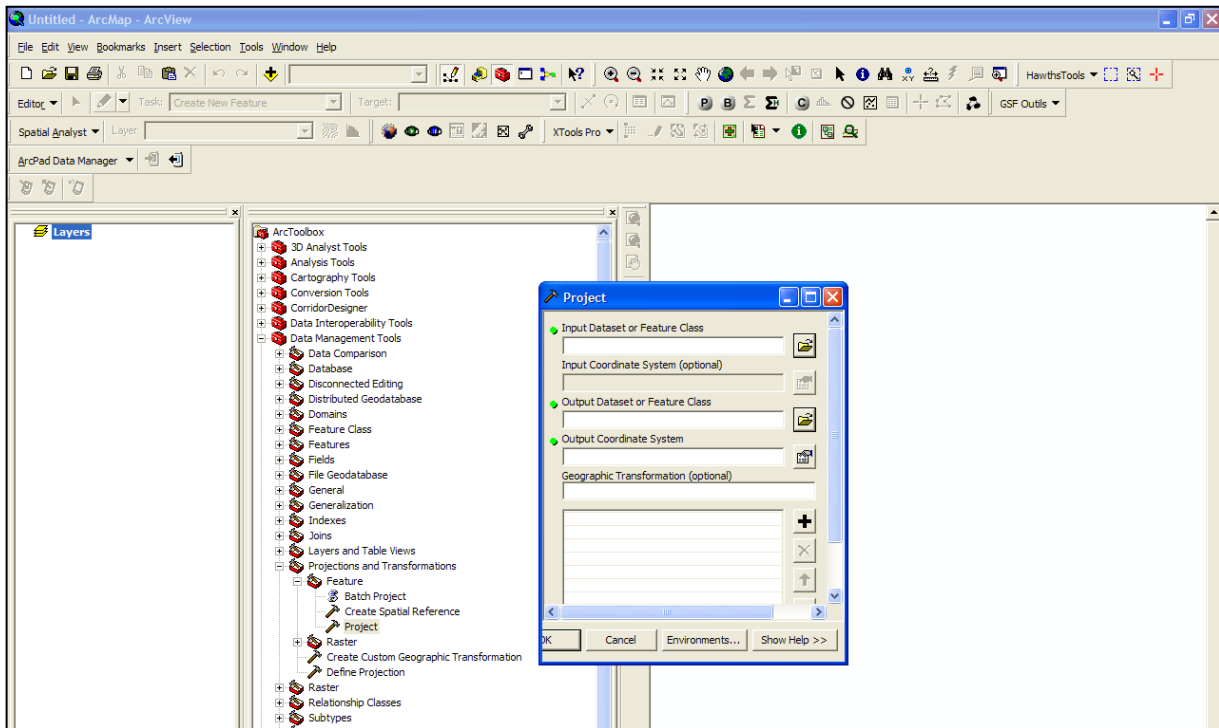 Untitled - ArcMap - ArcView
File Edit View Bookmarks Insert Selection Tools Window Help
HawthsTools
Editor Task: Create New Feature Target: GSF Outils
Spatial Analyst Layer: XTools Pro
ArcPad Data Manager
Layers
ArcToolbox
3D Analyst Tools
Analysis Tools
Cartography Tools
Conversion Tools
CorridorDesigner
Data Interoperability Tools
Data Management Tools
Data Comparison
Database
Disconnected Editing
Distributed Geodatabase
Domains
Feature Class
Features
Fields
File Geodatabase
General
Generalization
Indexes
Joins
Layers and Table Views
Projections and Transformations
Feature
Batch Project
Create Spatial Reference
Project
Raster
Create Custom Geographic Transformation
Define Projection
Raster
Relationship Classes
Subtypes
Project
Input Dataset or Feature Class
Input Coordinate System (optional)
Output Dataset or Feature Class
Output Coordinate System
Geographic Transformation (optional)
OK Cancel Environments... Show Help >>